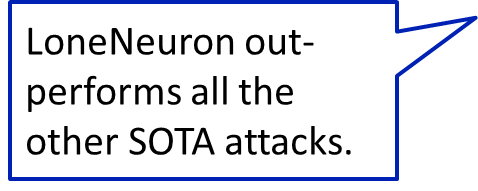 LoneNeuron out-
performs all the
other SOTA attacks.